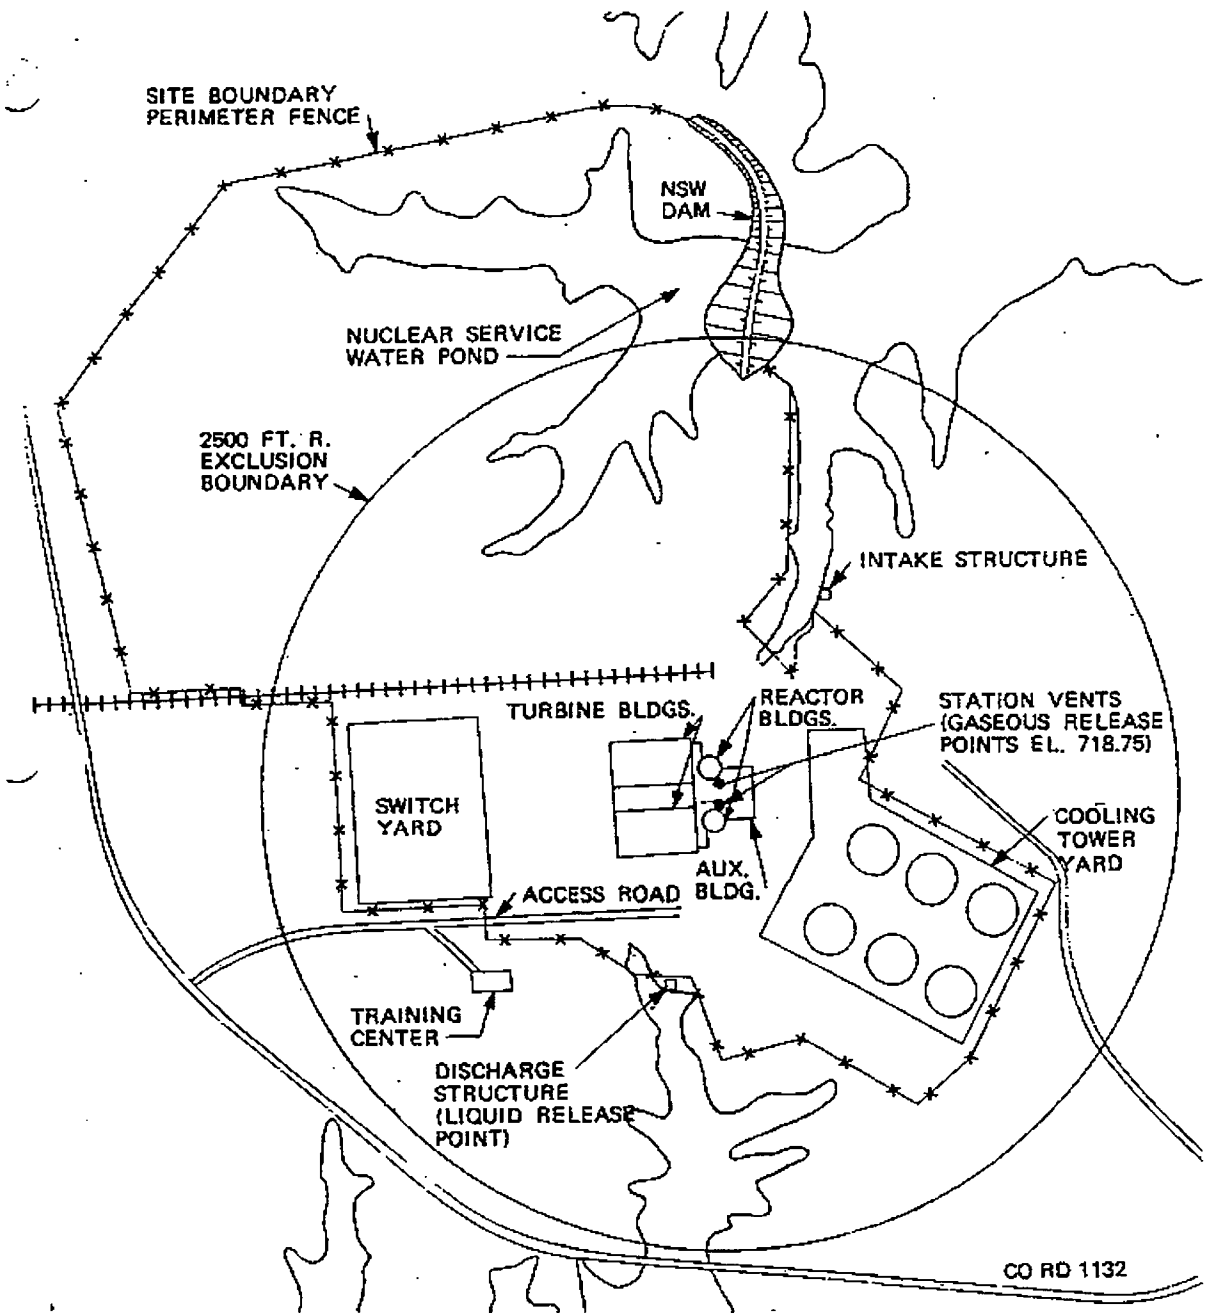 SITE BOUNDARY
PERIMETER FENCE
NSW
DAM
NUCLEAR SERVICE
WATER POND
2500 FT. R.
EXCLUSION
BOUNDARY
INTAKE STRUCTURE
TURBINE BLDGS.
REACTOR
BLDGS.
STATION VENTS
(GASEOUS RELEASE
POINTS EL. 718.75)
SWITCH
YARD
COOLING
TOWER
YARD
AUX.
BLDG.
ACCESS ROAD
TRAINING
CENTER
DISCHARGE
STRUCTURE
(LIQUID RELEASE
POINT)
CO RD 1132